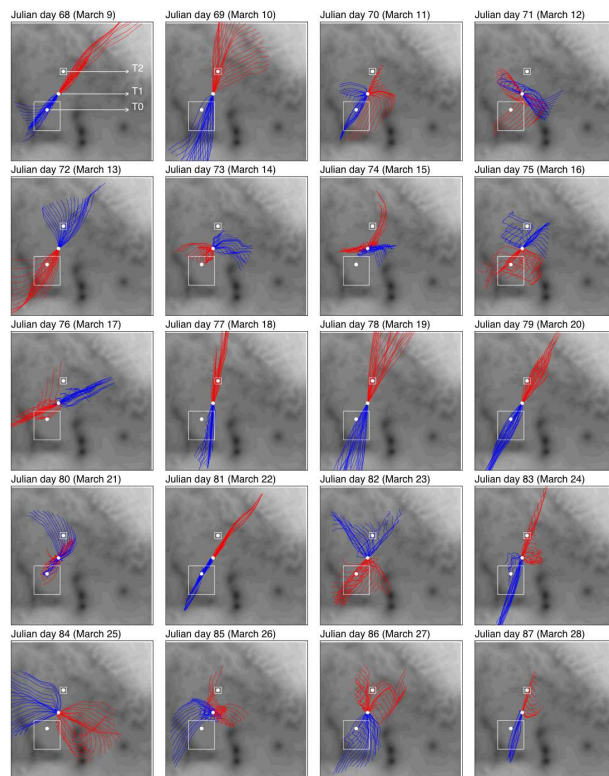 Julian day 68 (March 9)
Julian day 69 (March 10)
Julian day 70 (March 11)
Julian day 71 (March 12)
T2
T1
T0
Julian day 72 (March 13)
Julian day 73 (March 14)
Julian day 74 (March 15)
Julian day 75 (March 16)
Julian day 76 (March 17)
Julian day 77 (March 18)
Julian day 78 (March 19)
Julian day 79 (March 20)
Julian day 80 (March 21)
Julian day 81 (March 22)
Julian day 82 (March 23)
Julian day 83 (March 24)
Julian day 84 (March 25)
Julian day 85 (March 26)
Julian day 86 (March 27)
Julian day 87 (March 28)